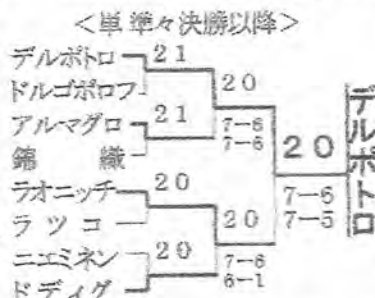 ＜単 準々決勝以降＞
デルポトロ 21
ドルゴポロフ 20
アルマグロ 21 7-6
7-6
錦織 20 デルポトロ
ラオニッチ 20 7-6
7-5
ラツコ 20
ニエミネン 20 7-6
6-1
ドディグ